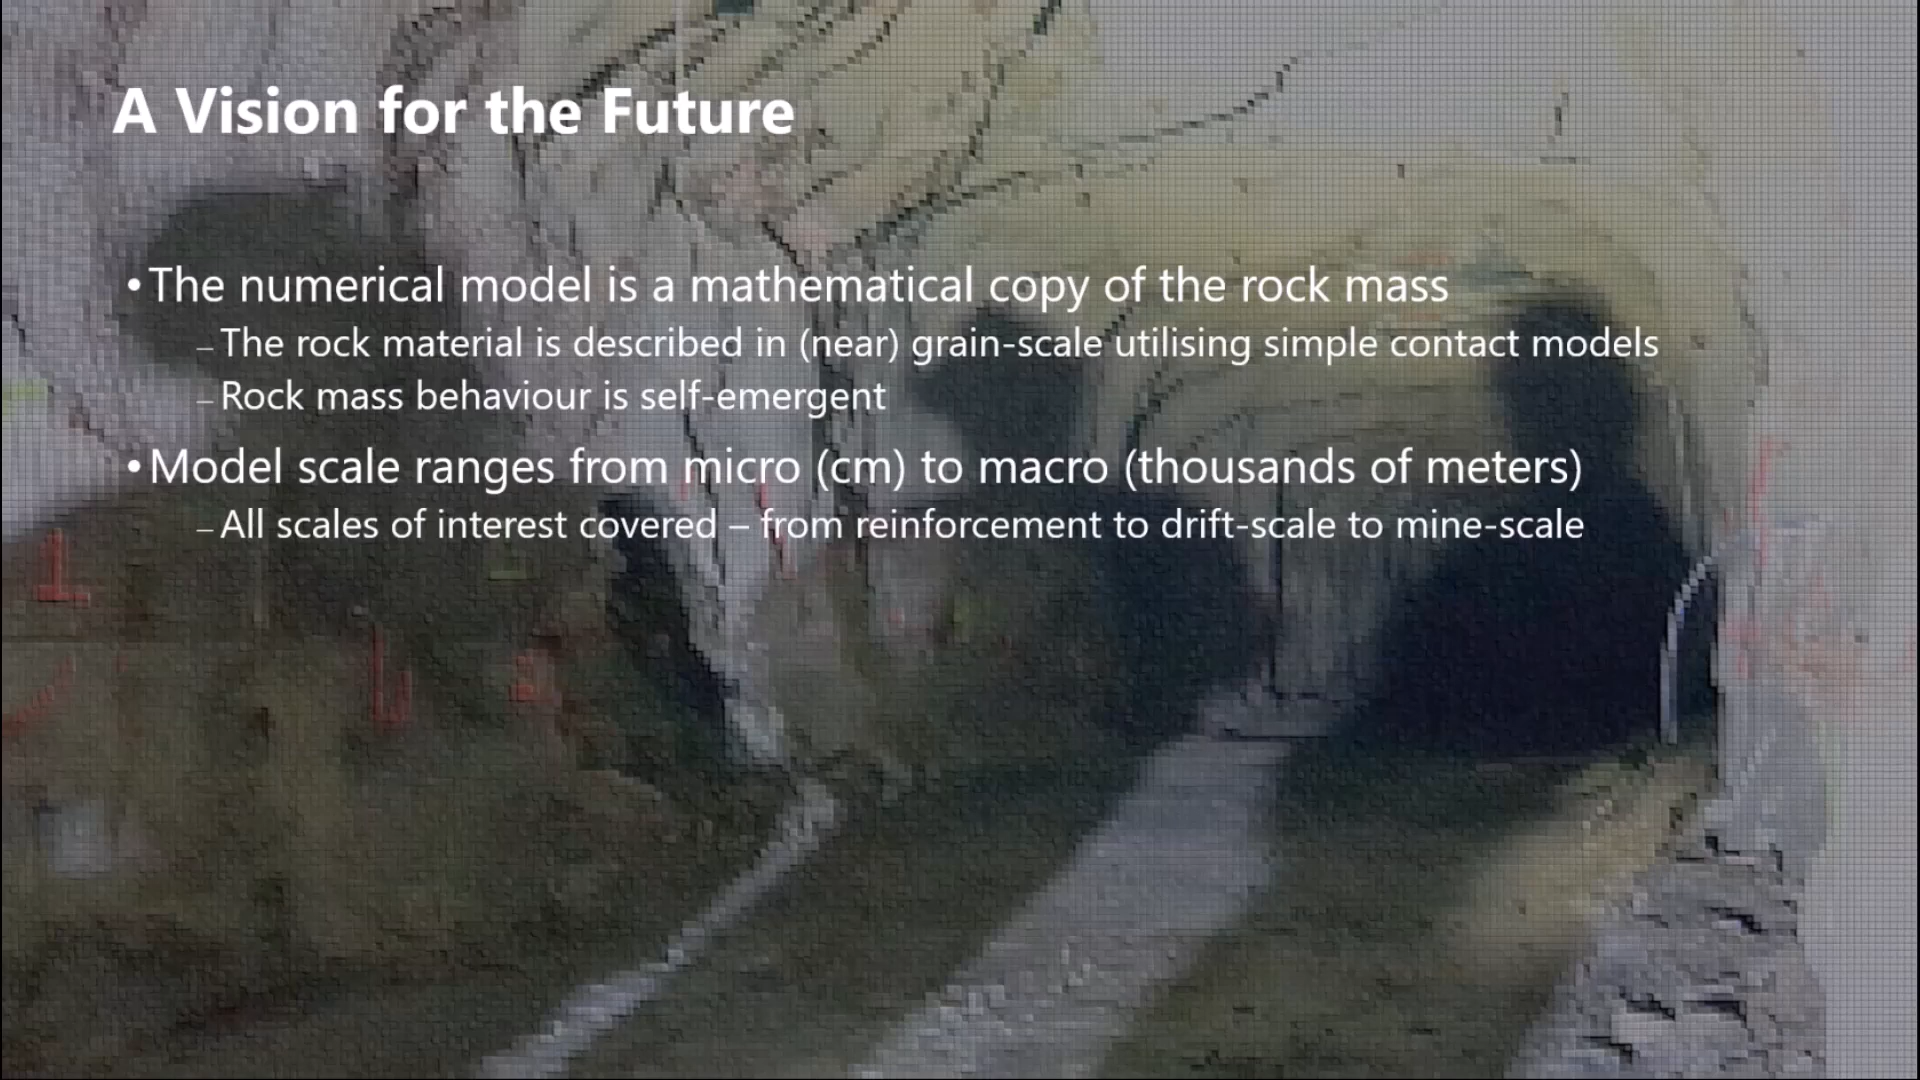 A Vision for the Future
• The numerical model is a mathematical copy of the rock mass
– The rock material is described in (near) grain-scale utilising simple contact models
– Rock mass behaviour is self-emergent
• Model scale ranges from micro (cm) to macro (thousands of meters)
– All scales of interest covered – from reinforcement to drift-scale to mine-scale